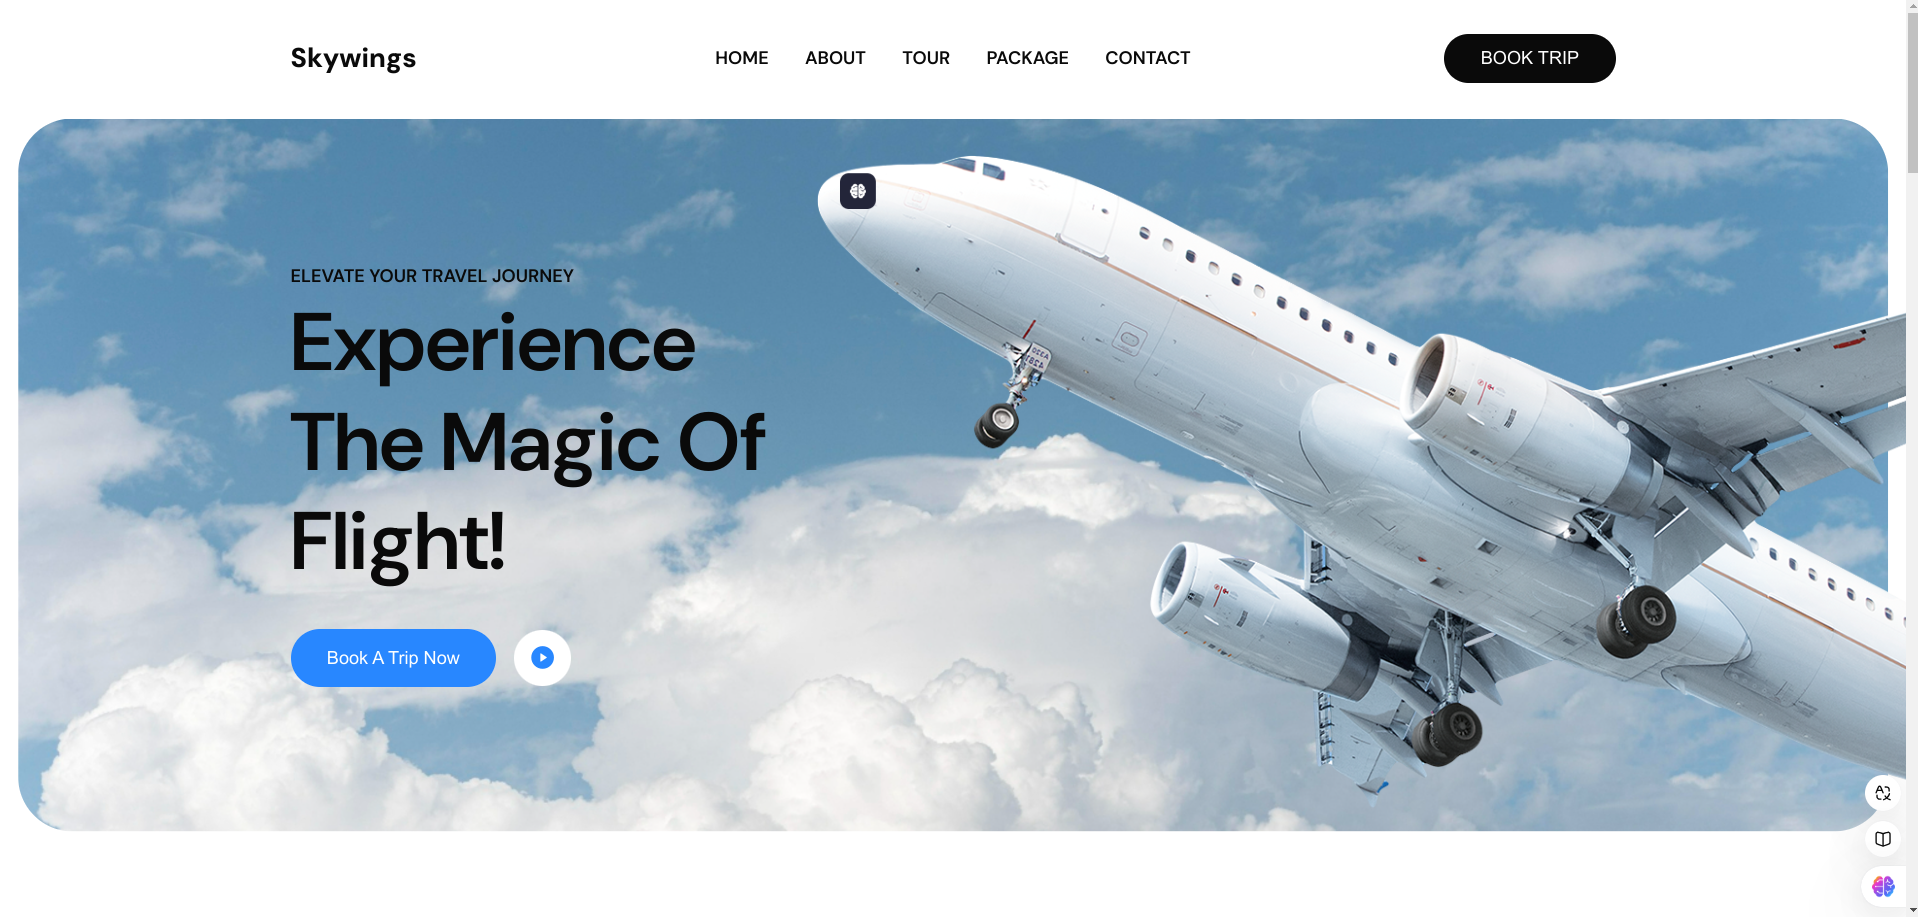 Skywings
HOME ABOUT TOUR PACKAGE CONTACT
BOOK TRIP
ELEVATE YOUR TRAVEL JOURNEY
Experience
The Magic Of
Flight!
Book A Trip Now